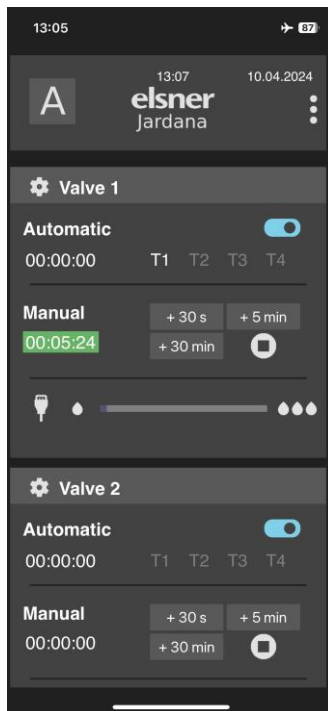 13:05 87
13:07 10.04.2024
A elsner
Jardana
Valve 1
Automatic
00:00:00 T1 T2 T3 T4
Manual + 30 s + 5 min
00:05:24 + 30 min
Valve 2
Automatic
00:00:00 T1 T2 T3 T4
Manual + 30 s + 5 min
00:00:00 + 30 min